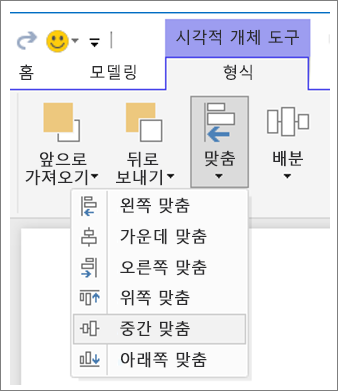 시각적 개체 도구
홈 모델링 형식
앞으로 가져오기
뒤로 보내기
맞춤
배분
왼쪽 맞춤
가운데 맞춤
오른쪽 맞춤
위쪽 맞춤
중간 맞춤
아래쪽 맞춤